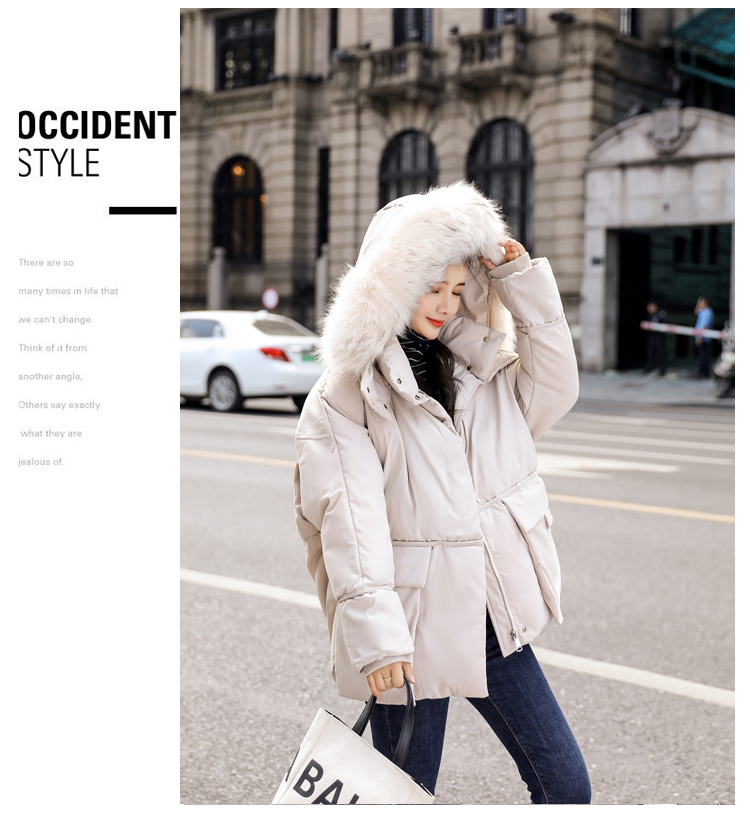 OCCIDENT
STYLE
There are so
many times in life that
we can't change.
Think of it from
another angle,
Others say exactly
what they are
jealous of.
ABAL